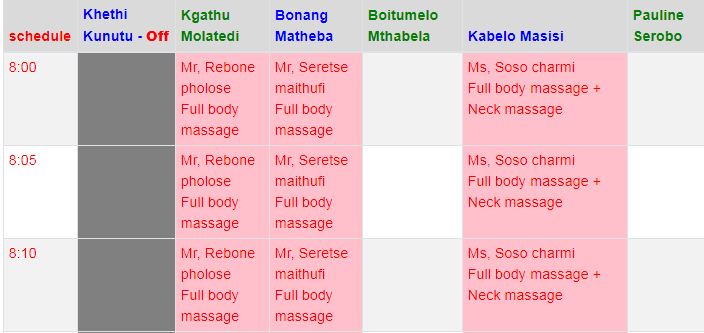 schedule
Khethi
Kunutu - Off
Kgathu
Molatedi
Bonang
Matheba
Boitumelo
Mthabela
Kabelo Masisi
Pauline
Serobo
8:00
Mr, Rebone
pholose
Full body
massage
Mr, Seretse
maithufi
Full body
massage
Ms, Soso charmi
Full body massage +
Neck massage
8:05
Mr, Rebone
pholose
Full body
massage
Mr, Seretse
maithufi
Full body
massage
Ms, Soso charmi
Full body massage +
Neck massage
8:10
Mr, Rebone
pholose
Full body
massage
Mr, Seretse
maithufi
Full body
massage
Ms, Soso charmi
Full body massage +
Neck massage